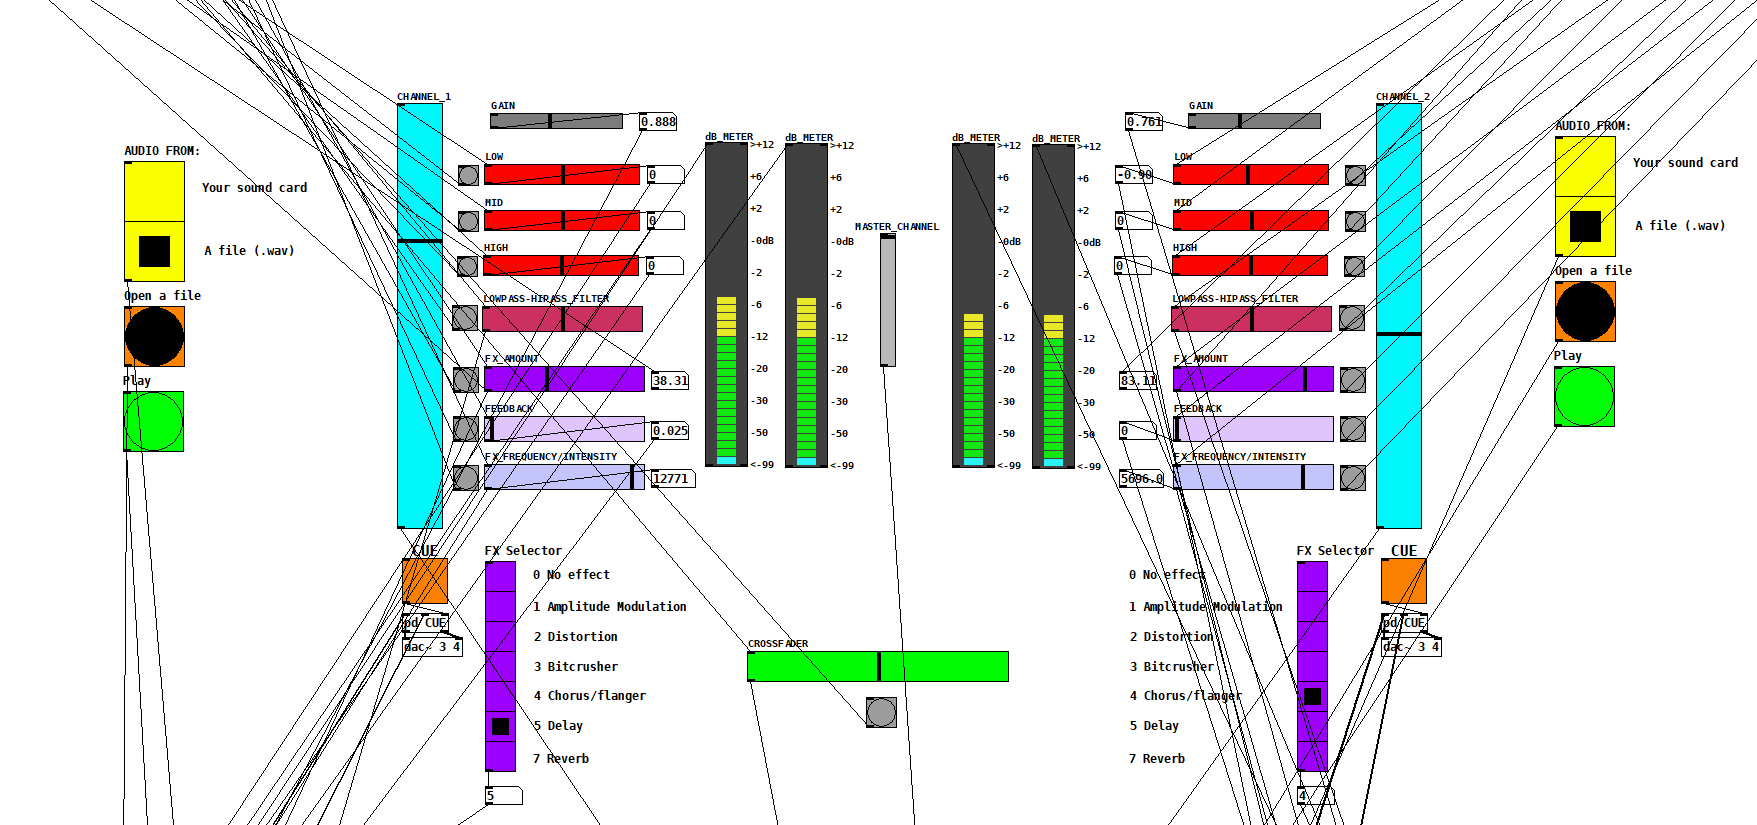 CHANNEL_1
AUDIO FROM:
Your sound card
A file (.wav)
Open a file
Play
GAIN
0.888
LOW
0
MID
0
HIGH
0
LOWPASS-HIPASS_FILTER
FX_AMOUNT
38.31
FEEDBACK
0.025
FX_FREQUENCY/INTENSITY
12771
CUE
pd CUE
dac~ 3 4
FX Selector
0 No effect
1 Amplitude Modulation
2 Distortion
3 Bitcrusher
4 Chorus/flanger
5 Delay
7 Reverb
5
dB_METER
>+12
+6
+2
-0dB
-2
-6
-12
-20
-30
-50
<-99
dB_METER
>+12
+6
+2
-0dB
-2
-6
-12
-20
-30
-50
<-99
MASTER_CHANNEL
CROSSFADER
dB_METER
>+12
+6
+2
-0dB
-2
-6
-12
-20
-30
-50
<-99
dB_METER
>+12
+6
+2
-0dB
-2
-6
-12
-20
-30
-50
<-99
0.761
GAIN
-0.90
LOW
0
MID
0
HIGH
LOWPASS-HIPASS_FILTER
83.11
FX_AMOUNT
0
FEEDBACK
5696.0
FX_FREQUENCY/INTENSITY
FX Selector
0 No effect
1 Amplitude Modulation
2 Distortion
3 Bitcrusher
4 Chorus/flanger
5 Delay
7 Reverb
4
CHANNEL_2
CUE
pd CUE
dac~ 3 4
AUDIO FROM:
Your sound card
A file (.wav)
Open a file
Play